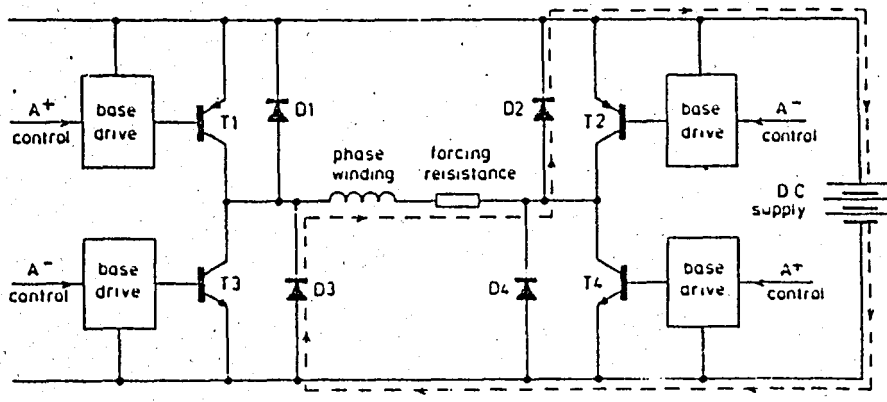 A+
control
base
drive
T1
D1
D2
T2
base
drive
A-
control
phase
winding
forcing
reisistance
DC
supply
A-
control
base
drive
T3
D3
D4
T4
base
drive
A+
control